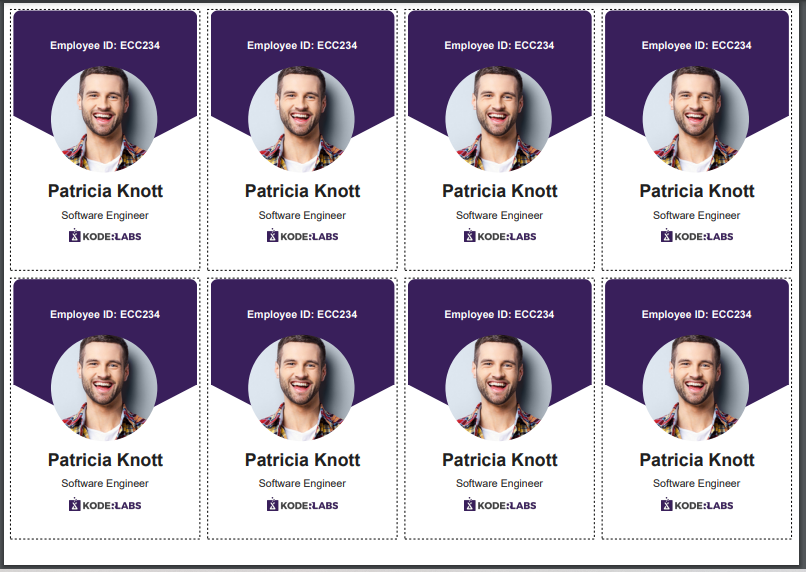 Employee ID: ECC234
Employee ID: ECC234
Employee ID: ECC234
Employee ID: ECC234
Patricia Knott
Patricia Knott
Patricia Knott
Patricia Knott
Software Engineer
Software Engineer
Software Engineer
Software Engineer
KODE:LABS
KODE:LABS
KODE:LABS
KODE:LABS
Employee ID: ECC234
Employee ID: ECC234
Employee ID: ECC234
Employee ID: ECC234
Patricia Knott
Patricia Knott
Patricia Knott
Patricia Knott
Software Engineer
Software Engineer
Software Engineer
Software Engineer
KODE:LABS
KODE:LABS
KODE:LABS
KODE:LABS